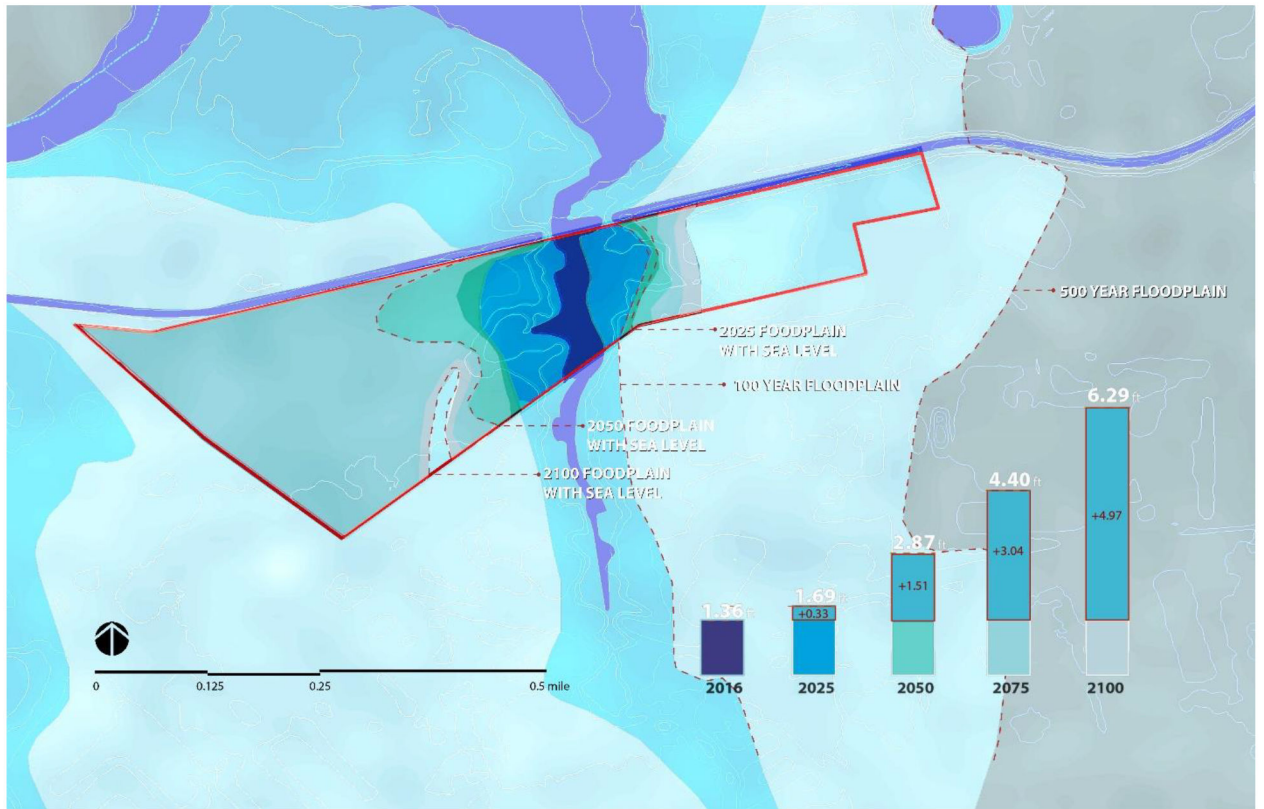 500 YEAR FLOODPLAIN
2025 FOODPLAIN
WITH SEA LEVEL
100 YEAR FLOODPLAIN
2050 FOODPLAIN
WITH SEA LEVEL
2100 FOODPLAIN
WITH SEA LEVEL
6.29 ft
4.40 ft
+4.97
2.87 ft
+3.04
+1.51
1.36 ft
1.69 ft
+0.33
2016
2025
2050
2075
2100
0
0.125
0.25
0.5 mile